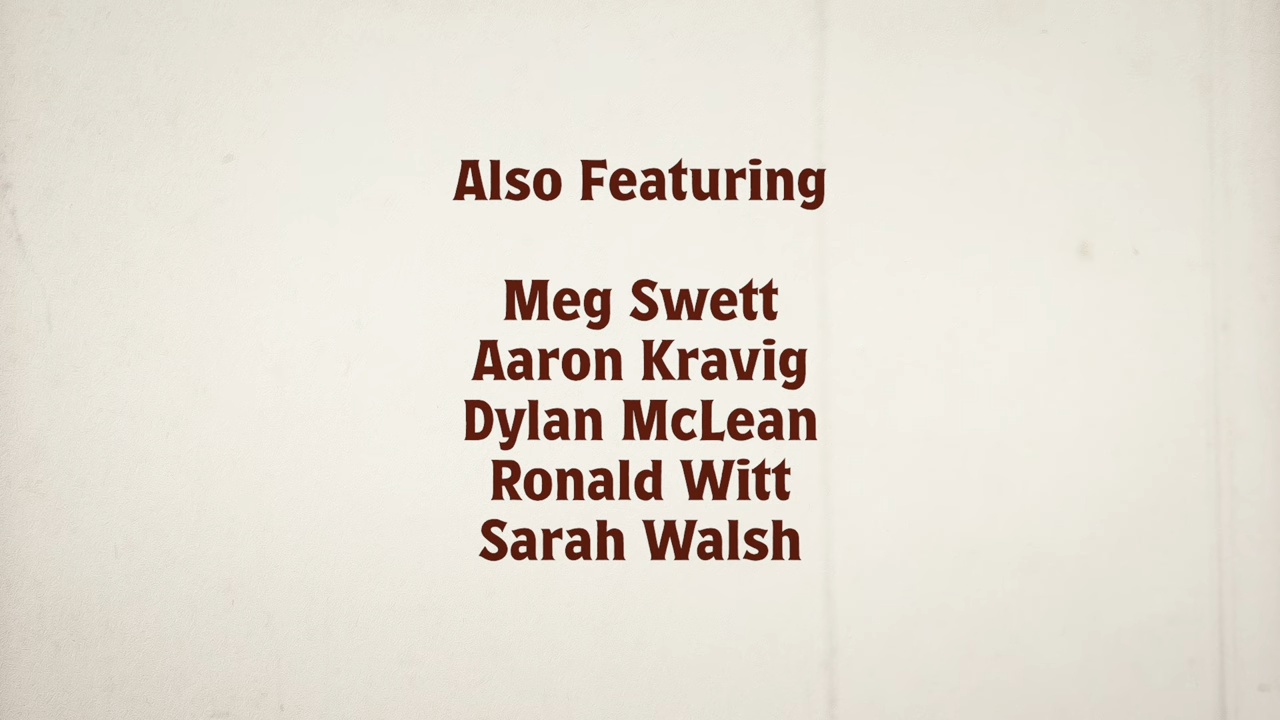 Also Featuring
Meg Swett
Aaron Kravig
Dylan McLean
Ronald Witt
Sarah Walsh